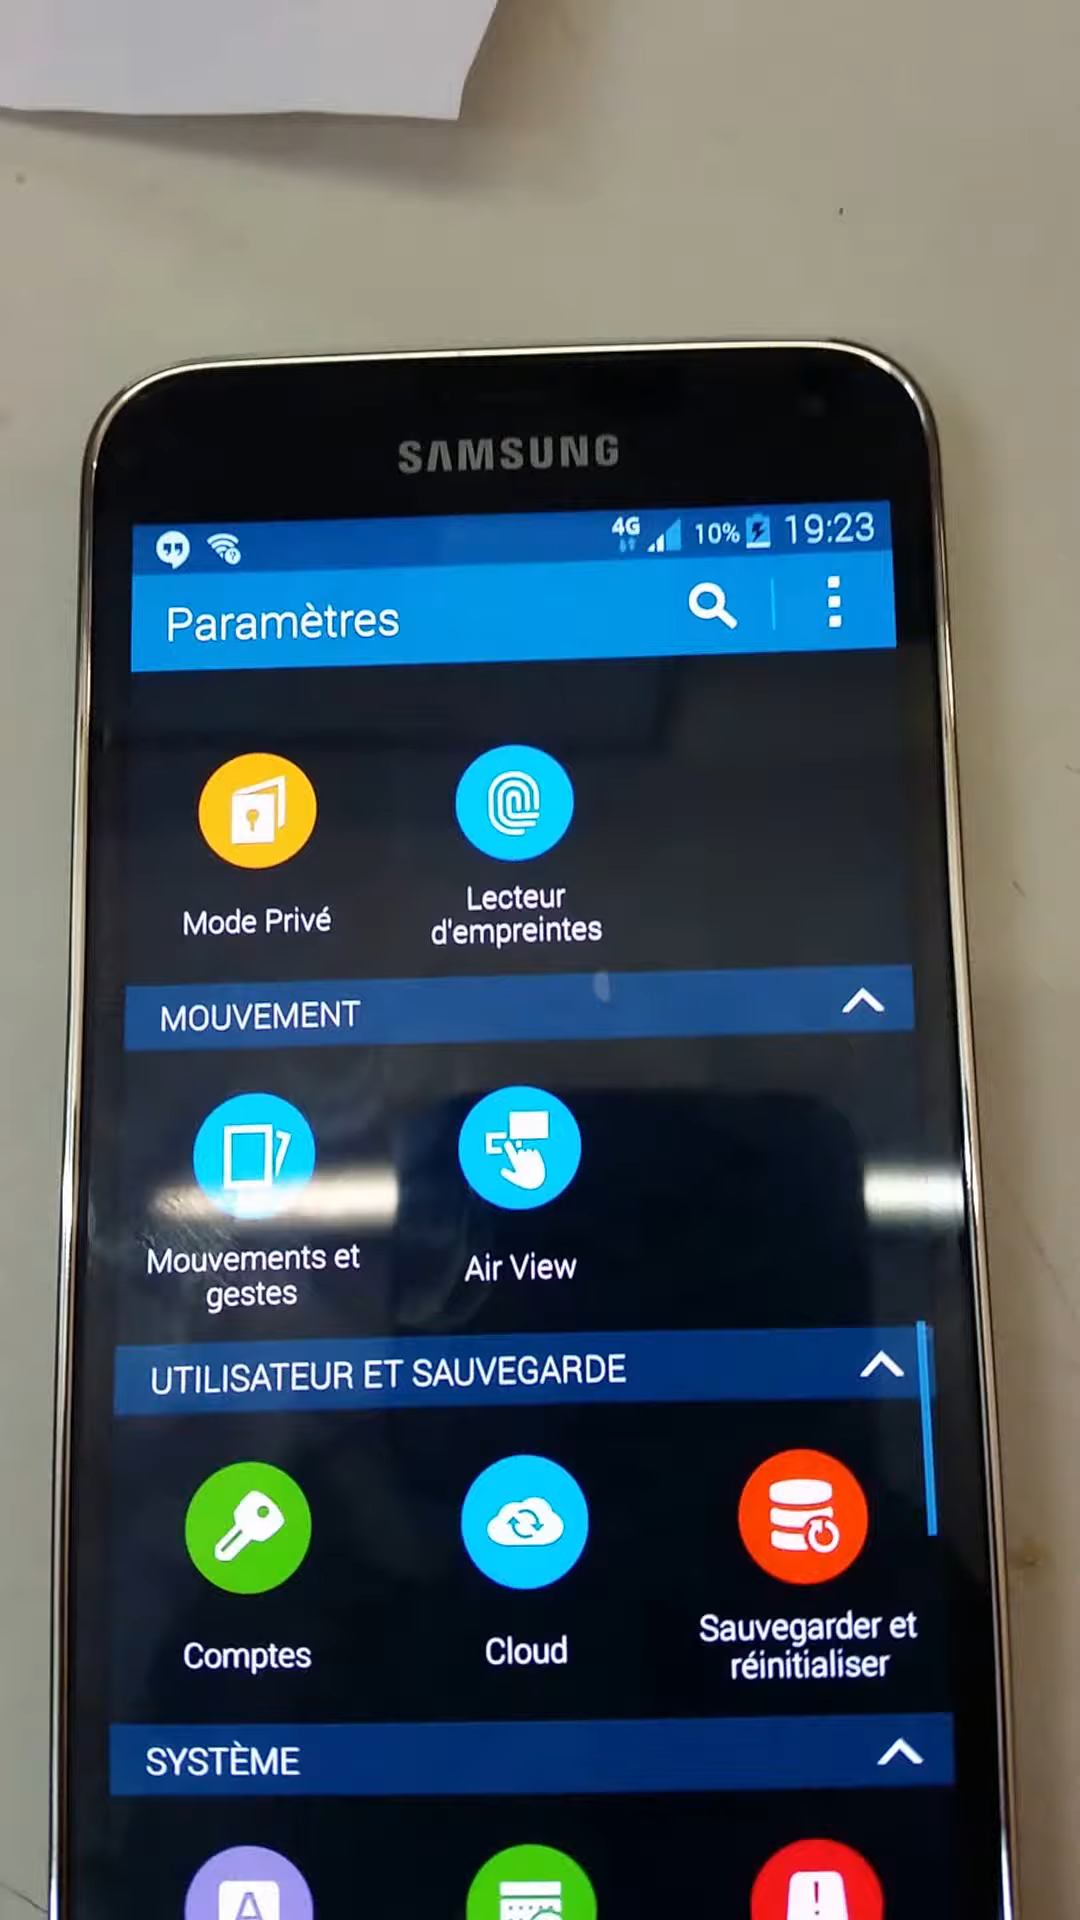 SAMSUNG
4G 10% 19:23
Paramètres
Mode Privé
Lecteur
d'empreintes
MOUVEMENT
Mouvements et
gestes
Air View
UTILISATEUR ET SAUVEGARDE
Comptes
Cloud
Sauvegarder et
réinitialiser
SYSTÈME
A